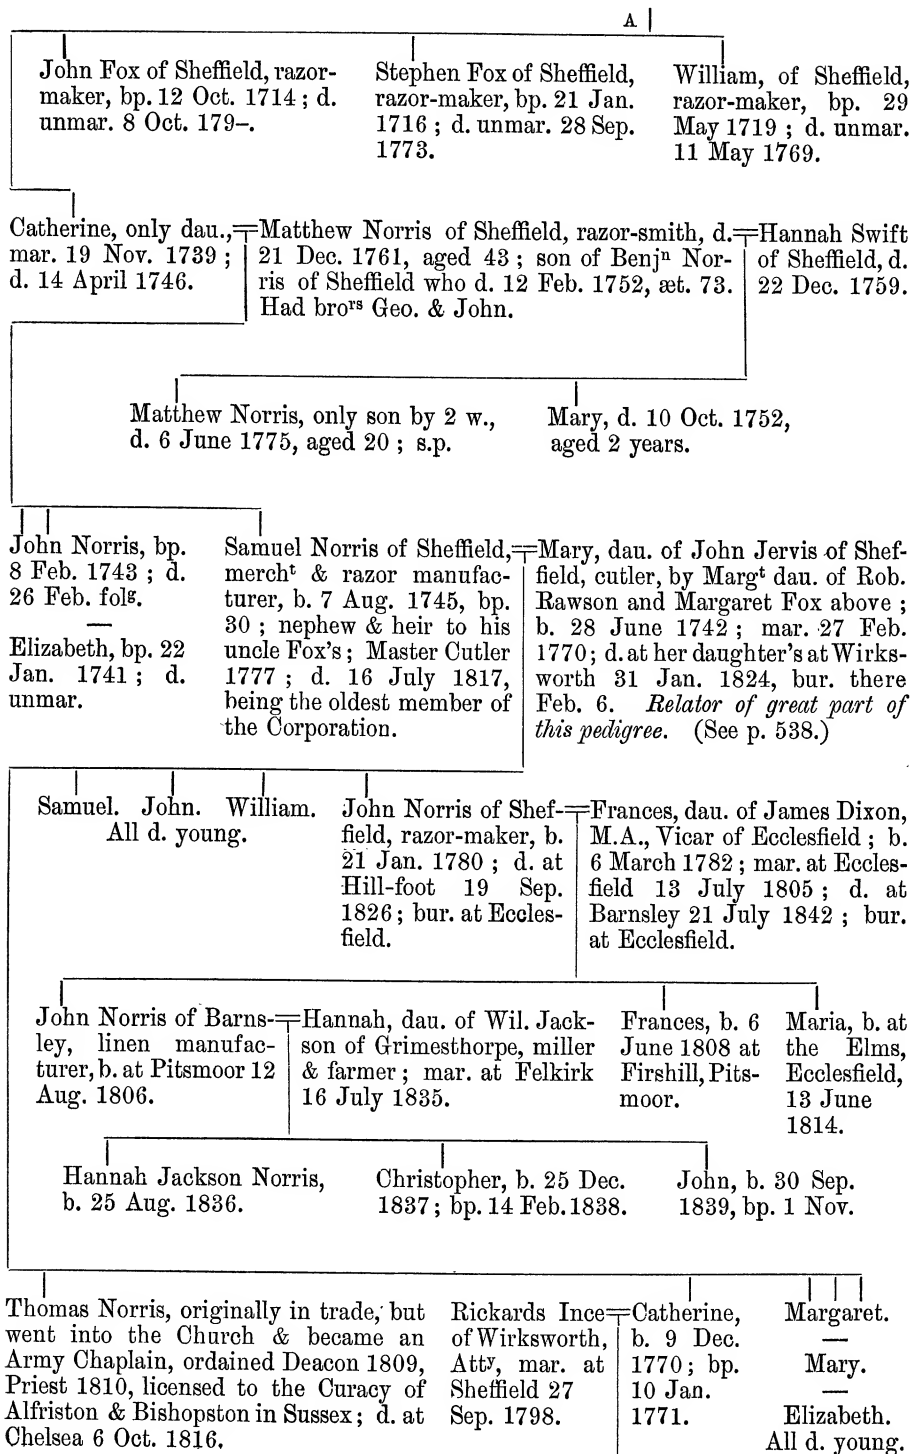 A
John Fox of Sheffield, razor-
maker, bp. 12 Oct. 1714 ; d.
unmar. 8 Oct. 179–.
Stephen Fox of Sheffield,
razor-maker, bp. 21 Jan.
1716 ; d. unmar. 28 Sep.
1773.
William, of Sheffield,
razor-maker, bp. 29
May 1719 ; d. unmar.
11 May 1769.
Catherine, only dau.,
mar. 19 Nov. 1739 ;
d. 14 April 1746.
Matthew Norris of Sheffield, razor-smith, d.
21 Dec. 1761, aged 43 ; son of Benjⁿ Nor-
ris of Sheffield who d. 12 Feb. 1752, æt. 73.
Had broʳˢ Geo. & John.
Hannah Swift
of Sheffield, d.
22 Dec. 1759.
Matthew Norris, only son by 2 w.,
d. 6 June 1775, aged 20 ; s.p.
Mary, d. 10 Oct. 1752,
aged 2 years.
John Norris, bp.
8 Feb. 1743 ; d.
26 Feb. folᵍ.
—
Elizabeth, bp. 22
Jan. 1741 ; d.
unmar.
Samuel Norris of Sheffield,
merchᵗ & razor manufac-
turer, b. 7 Aug. 1745, bp.
30 ; nephew & heir to his
uncle Fox's ; Master Cutler
1777 ; d. 16 July 1817,
being the oldest member of
the Corporation.
Mary, dau. of John Jervis of Shef-
field, cutler, by Margᵗ dau. of Rob.
Rawson and Margaret Fox above ;
b. 28 June 1742 ; mar. 27 Feb.
1770; d. at her daughter's at Wirks-
worth 31 Jan. 1824, bur. there
Feb. 6. Relator of great part of
this pedigree. (See p. 538.)
Samuel. John. William.
All d. young.
John Norris of Shef-
field, razor-maker, b.
21 Jan. 1780 ; d. at
Hill-foot 19 Sep.
1826 ; bur. at Eccles-
field.
Frances, dau. of James Dixon,
M.A., Vicar of Ecclesfield ; b.
6 March 1782 ; mar. at Eccles-
field 13 July 1805 ; d. at
Barnsley 21 July 1842 ; bur.
at Ecclesfield.
John Norris of Barns-
ley, linen manufac-
turer, b. at Pitsmoor 12
Aug. 1806.
Hannah, dau. of Wil. Jack-
son of Grimesthorpe, miller
& farmer ; mar. at Felkirk
16 July 1835.
Frances, b. 6
June 1808 at
Firshill, Pits-
moor.
Maria, b. at
the Elms,
Ecclesfield,
13 June
1814.
Hannah Jackson Norris,
b. 25 Aug. 1836.
Christopher, b. 25 Dec.
1837 ; bp. 14 Feb. 1838.
John, b. 30 Sep.
1839, bp. 1 Nov.
Thomas Norris, originally in trade, but
went into the Church & became an
Army Chaplain, ordained Deacon 1809,
Priest 1810, licensed to the Curacy of
Alfriston & Bishopston in Sussex ; d. at
Chelsea 6 Oct. 1816.
Rickards Ince
of Wirksworth,
Attʸ, mar. at
Sheffield 27
Sep. 1798.
Catherine,
b. 9 Dec.
1770 ; bp.
10 Jan.
1771.
Margaret.
—
Mary.
—
Elizabeth.
All d. young.